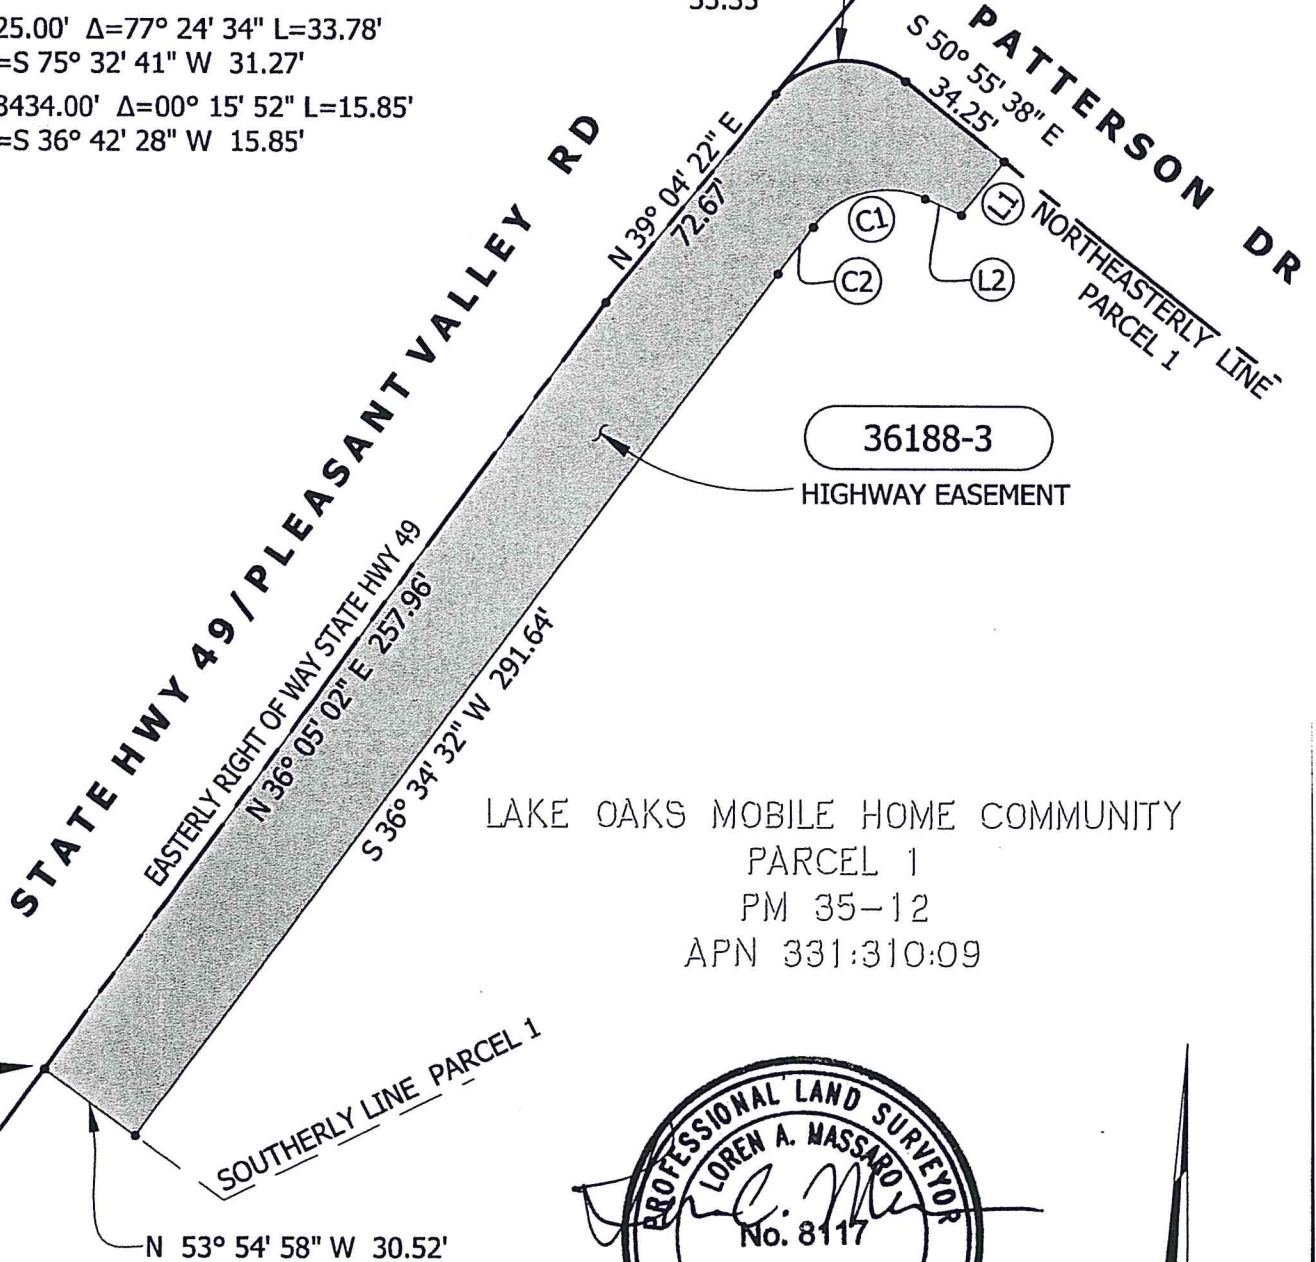 25.00' Δ=77° 24' 34" L=33.78'
=S 75° 32' 41" W 31.27'
3434.00' Δ=00° 15' 52" L=15.85'
=S 36° 42' 28" W 15.85'
PATTERSON DR
S 50° 55' 38" E
34.25'
STATE HWY 49/PLEASANT VALLEY RD
N 39° 04' 22" E
72.67'
C1
L1
C2
L2
NORTHEASTERLY LINE
PARCEL 1
36188-3
HIGHWAY EASEMENT
EASTERLY RIGHT OF WAY STATE HWY 49
N 36° 05' 02" E 257.96'
S 36° 34' 32" W 291.64'
LAKE OAKS MOBILE HOME COMMUNITY
PARCEL 1
PM 35-12
APN 331:310:09
SOUTHERLY LINE PARCEL 1
N 53° 54' 58" W 30.52'
PROFESSIONAL LAND SURVEYOR
LOREN A. MASSARO
No. 8117